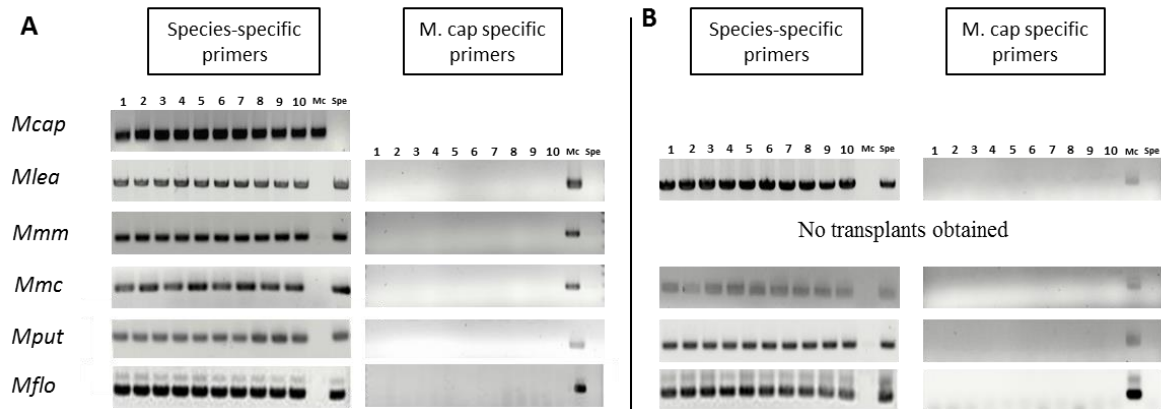 A
Species-specific
primers
M. cap specific
primers
B
Species-specific
primers
M. cap specific
primers
1 2 3 4 5 6 7 8 9 10 Mc Spe
Mcap
1 2 3 4 5 6 7 8 9 10 Mc Spe
1 2 3 4 5 6 7 8 9 10 Mc Spe
1 2 3 4 5 6 7 8 9 10 Mc Spe
Mlea
Mmm
No transplants obtained
Mmc
Mput
Mflo